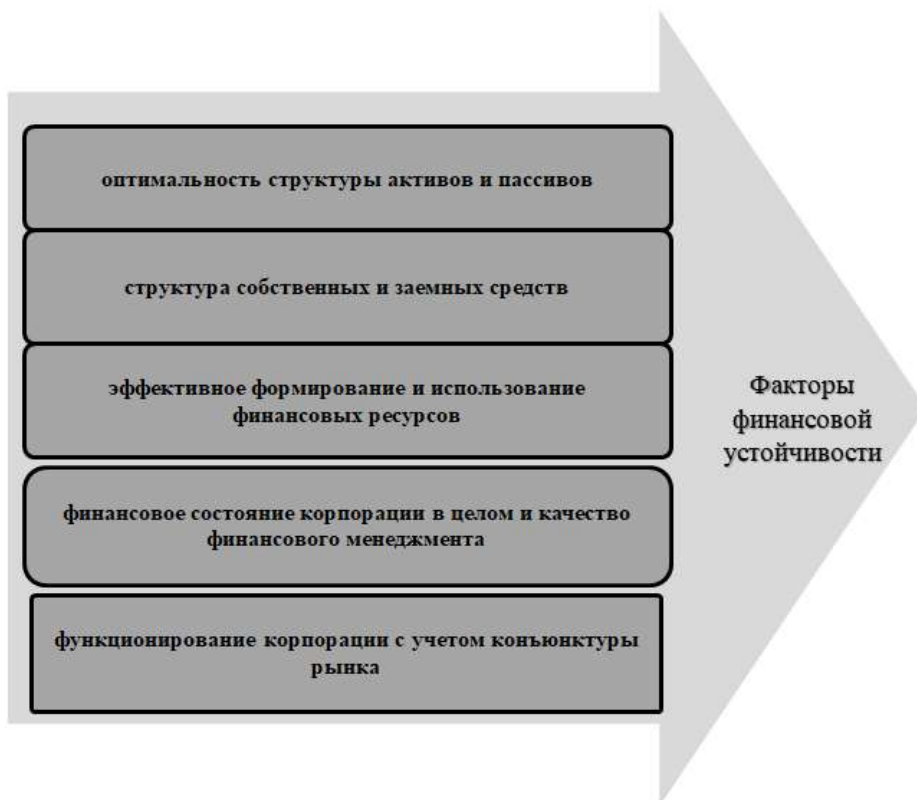 оптимальность структуры активов и пассивов
структура собственных и заемных средств
эффективное формирование и использование
финансовых ресурсов
финансовое состояние корпорации в целом и качество
финансового менеджмента
функционирование корпорации с учетом конъюнктуры
рынка
Факторы
финансовой
устойчивости